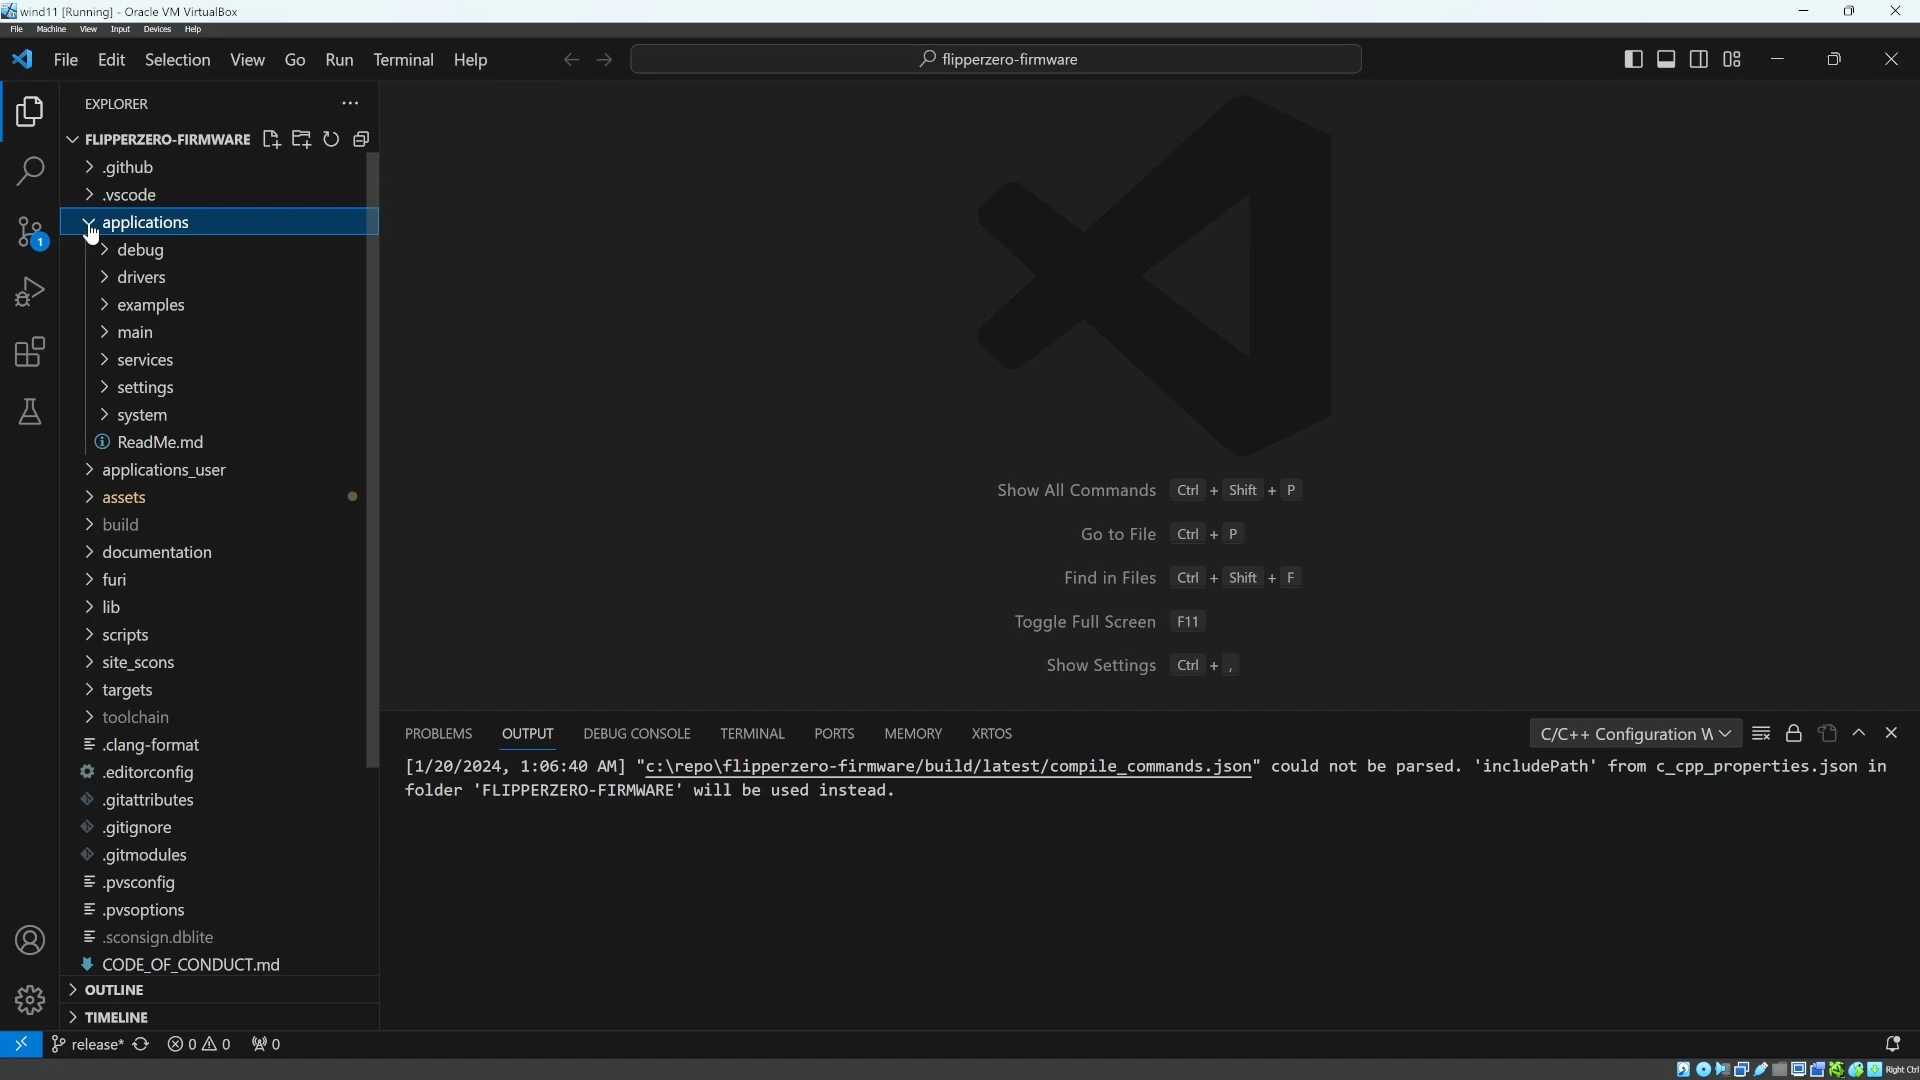 wind11 [Running] - Oracle VM VirtualBox
File Machine View Input Devices Help
File Edit Selection View Go Run Terminal Help
flipperzero-firmware
EXPLORER
FLIPPERZERO-FIRMWARE
.github
.vscode
applications
debug
drivers
examples
main
services
settings
system
ReadMe.md
applications_user
assets
build
documentation
furi
lib
scripts
site_scons
targets
toolchain
.clang-format
.editorconfig
.gitattributes
.gitignore
.gitmodules
.pvsconfig
.pvsoptions
.sconsign.dblite
CODE_OF_CONDUCT.md
OUTLINE
TIMELINE
1
Show All Commands Ctrl + Shift + P
Go to File Ctrl + P
Find in Files Ctrl + Shift + F
Toggle Full Screen F11
Show Settings Ctrl + ,
PROBLEMS OUTPUT DEBUG CONSOLE TERMINAL PORTS MEMORY XRTOS
C/C++ Configuration W
[1/20/2024, 1:06:40 AM] "c:\repo\flipperzero-firmware/build/latest/compile_commands.json" could not be parsed. 'includePath' from c_cpp_properties.json in
folder 'FLIPPERZERO-FIRMWARE' will be used instead.
release* 0 0 0
Right Ctrl